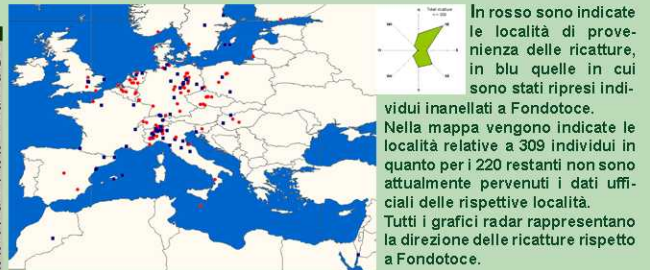 In rosso sono indicate
le località di prove-
nienza delle ricatture,
in blu quelle in cui
sono stati ripresi indi-
vidui inanellati a Fondotoce.
Nella mappa vengono indicate le
località relative a 309 individui in
quanto per i 220 restanti non sono
attualmente pervenuti i dati uffi-
ciali delle rispettive località.
Tutti i grafici radar rappresentano
la direzione delle ricatture rispetto
a Fondotoce.